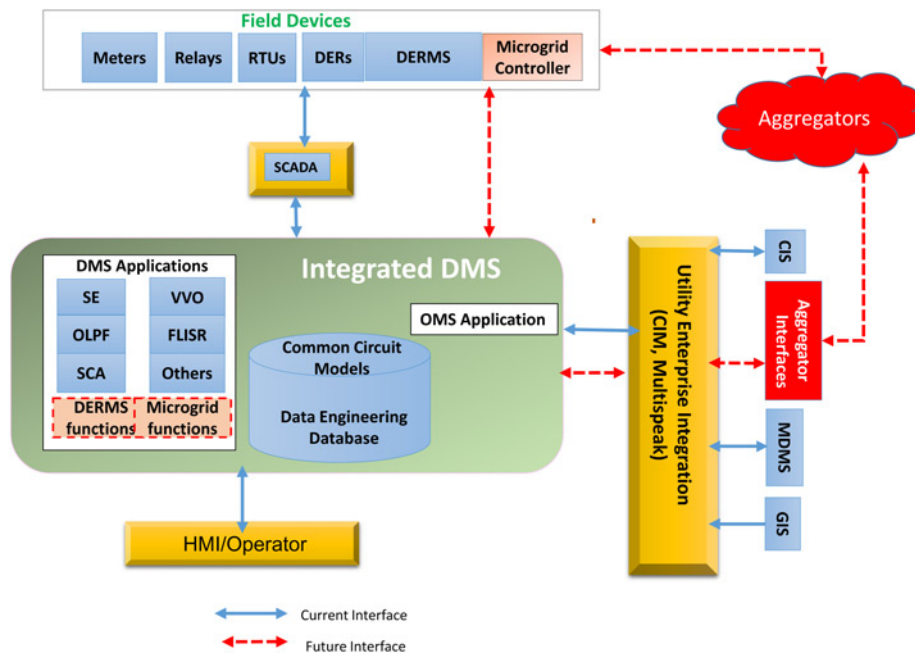 Field Devices
Meters
Relays
RTUs
DERs
DERMS
Microgrid
Controller
Aggregators
SCADA
Integrated DMS
DMS Applications
SE
VVO
OLPF
FLISR
SCA
Others
DERMS
functions
Microgrid
functions
OMS Application
Common Circuit
Models
Data Engineering
Database
Utility Enterprise Integration
(CIM, Multispeak)
CIS
Aggregator
Interfaces
MDMS
GIS
HMI/Operator
Current Interface
Future Interface